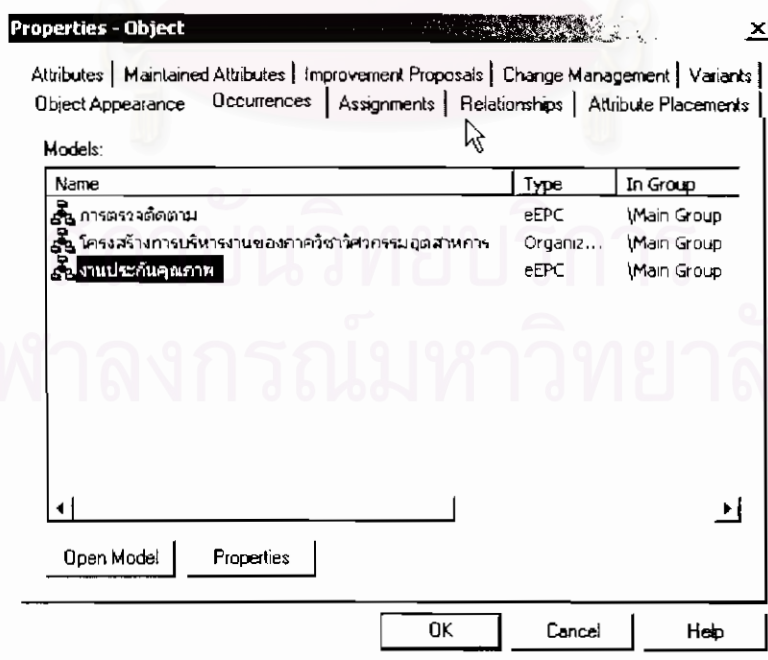 Properties - Object
Attributes Maintained Attributes Improvement Proposals Change Management Variants
Object Appearance Occurrences Assignments Relationships Attribute Placements
Models:
Name Type In Group
การตรวจติดตาม eEPC \Main Group
โครงสร้างการบริหารงานของภาควิชาวิศวกรรมอุตสาหการ Organiz... \Main Group
งานประกันคุณภาพ eEPC \Main Group
Open Model Properties
OK Cancel Help